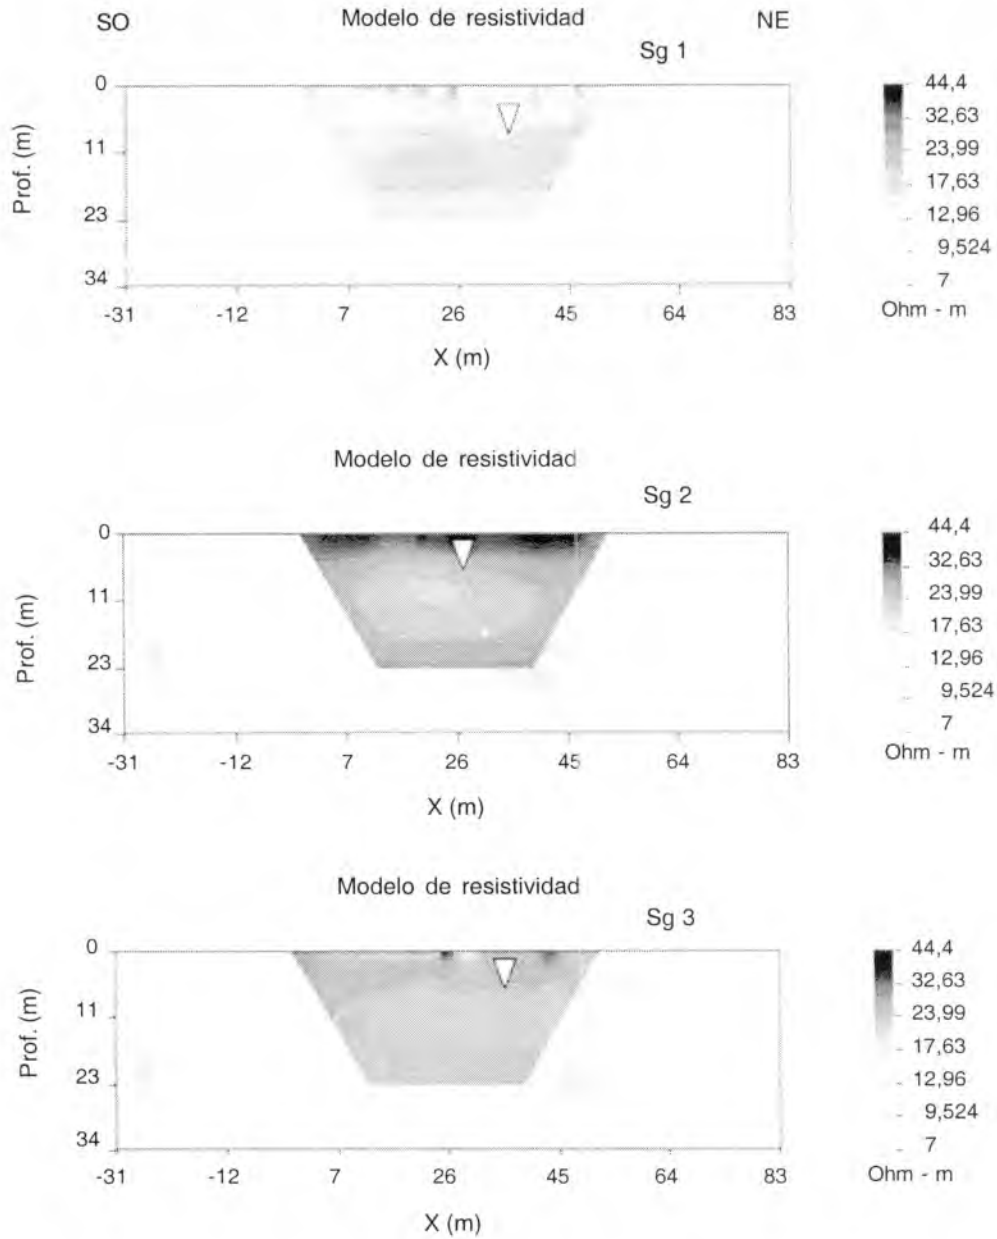 SO Modelo de resistividad NE
Sg 1
0
11
23
34
Prof. (m)
-31 -12 7 26 45 64 83
X (m)
44,4
32,63
23,99
17,63
12,96
9,524
7
Ohm - m
Modelo de resistividad
Sg 2
0
11
23
34
Prof. (m)
-31 -12 7 26 45 64 83
X (m)
44,4
32,63
23,99
17,63
12,96
9,524
7
Ohm - m
Modelo de resistividad
Sg 3
0
11
23
34
Prof. (m)
-31 -12 7 26 45 64 83
X (m)
44,4
32,63
23,99
17,63
12,96
9,524
7
Ohm - m